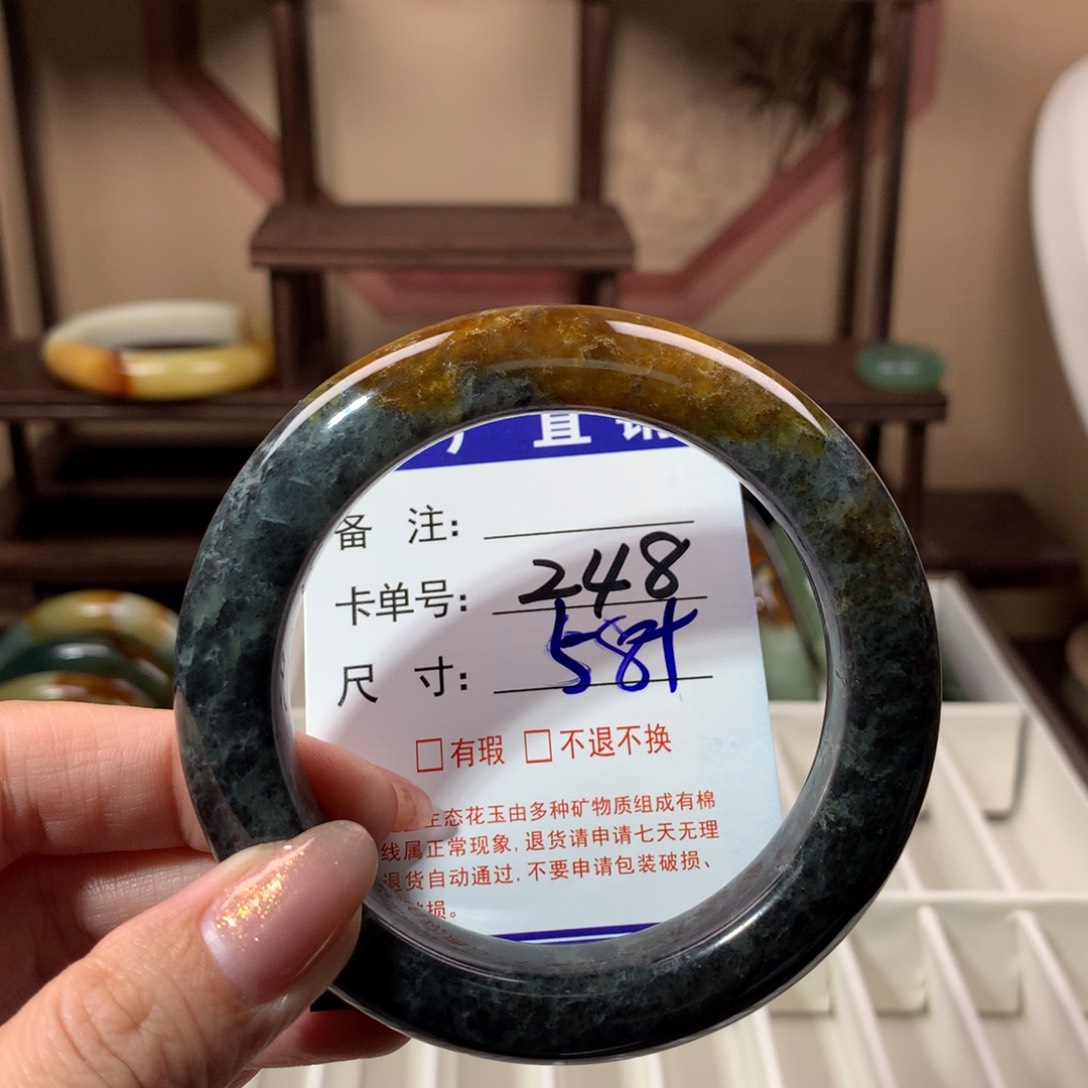 直
备 注:
卡单号: 248
尺 寸: 58+
□有瑕 □不退不换
生态花玉由多种矿物质组成有棉
线属正常现象,退货请申请七天无理
退货自动通过,不要申请包装破损、
损。